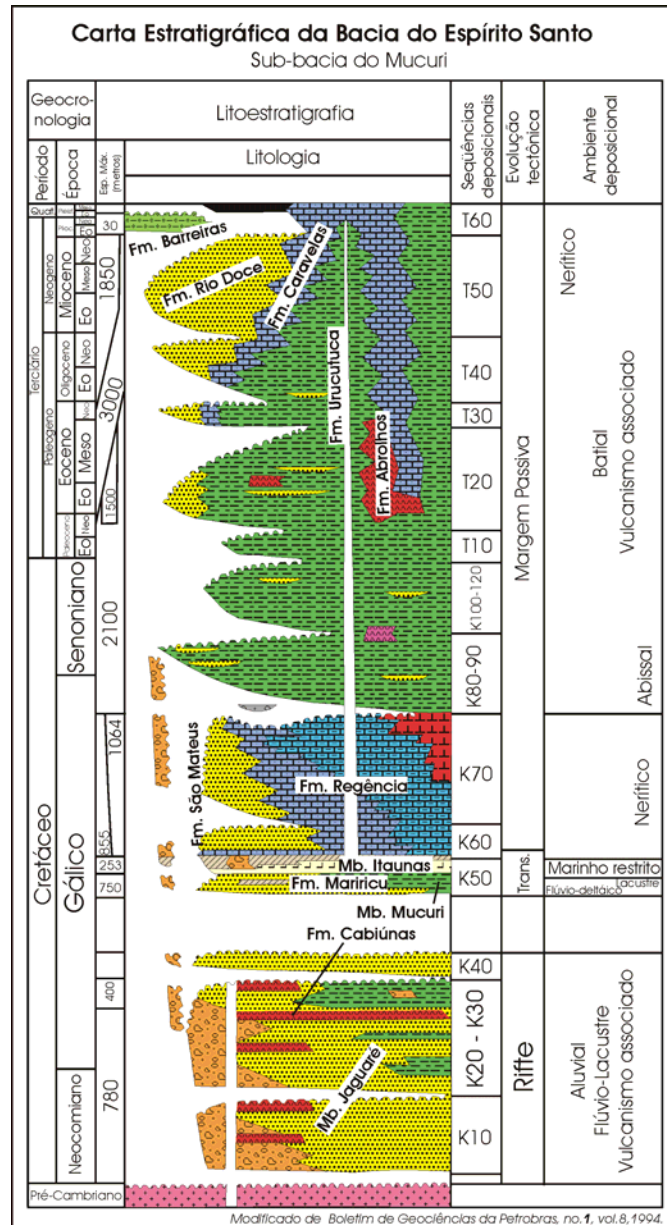 Carta Estratigráfica da Bacia do Espírito Santo
Sub-bacia do Mucuri
Geocro-
nologia
Litoestratigrafia
Seqüências
deposicionais
Evolução
tectônica
Ambiente
deposicional
Período
Época
Esp. Máx.
(metros)
Litologia
Quat.
Terciário
Neogeno
Paleogeno
Mioceno
Neo
Meso
Eo
Oligoceno
Neo
Eo
Eoceno
Neo
Meso
Eo
Paleoceno
Neo
Eo
Cretáceo
Senoniano
Gálico
Neocomiano
Pré-Cambriano
30
1850
3000
1500
2100
1064
855
253
750
400
780
Fm. Barreiras
Fm. Rio Doce
Fm. Caravelas
Fm. Urucutuca
Fm. Abrolhos
Fm. São Mateus
Fm. Regência
Mb. Itaunas
Fm. Mariricu
Mb. Mucuri
Fm. Cabiúnas
Mb. Jaguaré
T60
T50
T40
T30
T20
T10
K100-120
K80-90
K70
K60
K50
K40
K20 - K30
K10
Margem Passiva
Trans.
Rifte
Nerítico
Batial
Vulcanismo associado
Abissal
Nerítico
Marinho restrito
Lacustre
Flúvio-deltáico
Aluvial
Flúvio-Lacustre
Vulcanismo associado
Modificado de Boletim de Geociências da Petrobras, no.1, vol.8,1994.